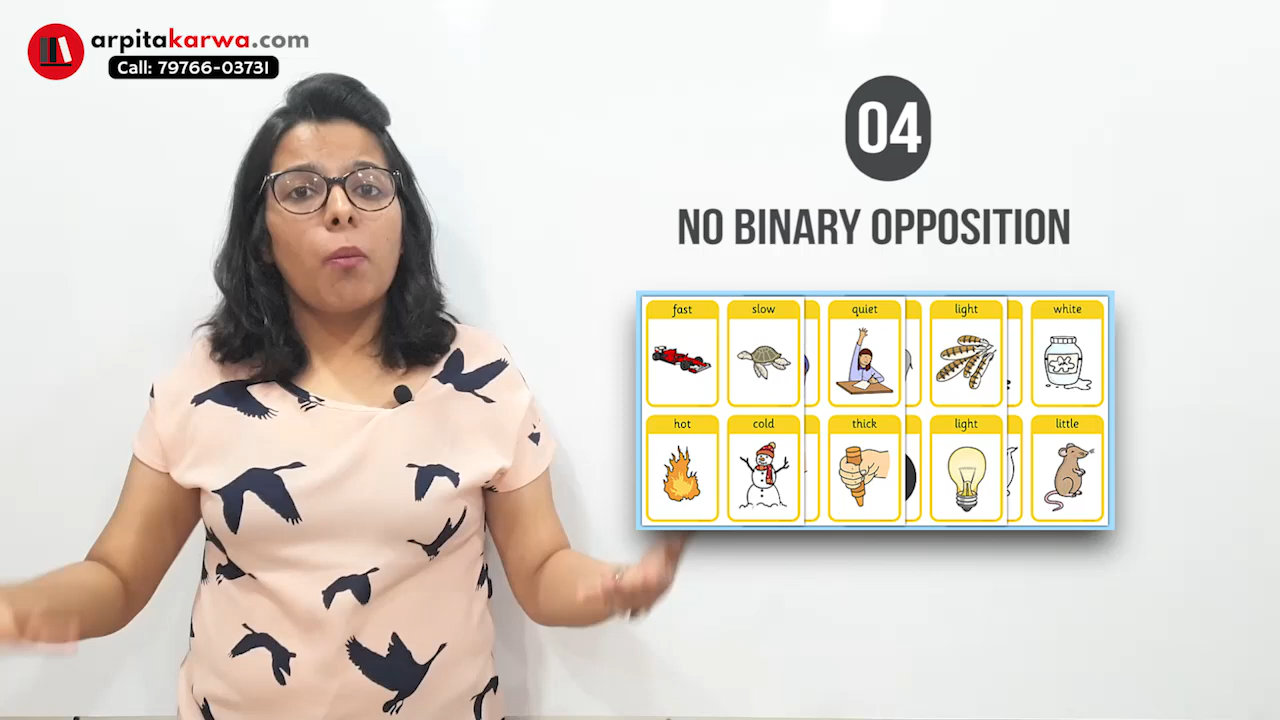 arpitakarwa.com
Call: 79766-03731
04
NO BINARY OPPOSITION
fast slow quiet light white
hot cold thick light little